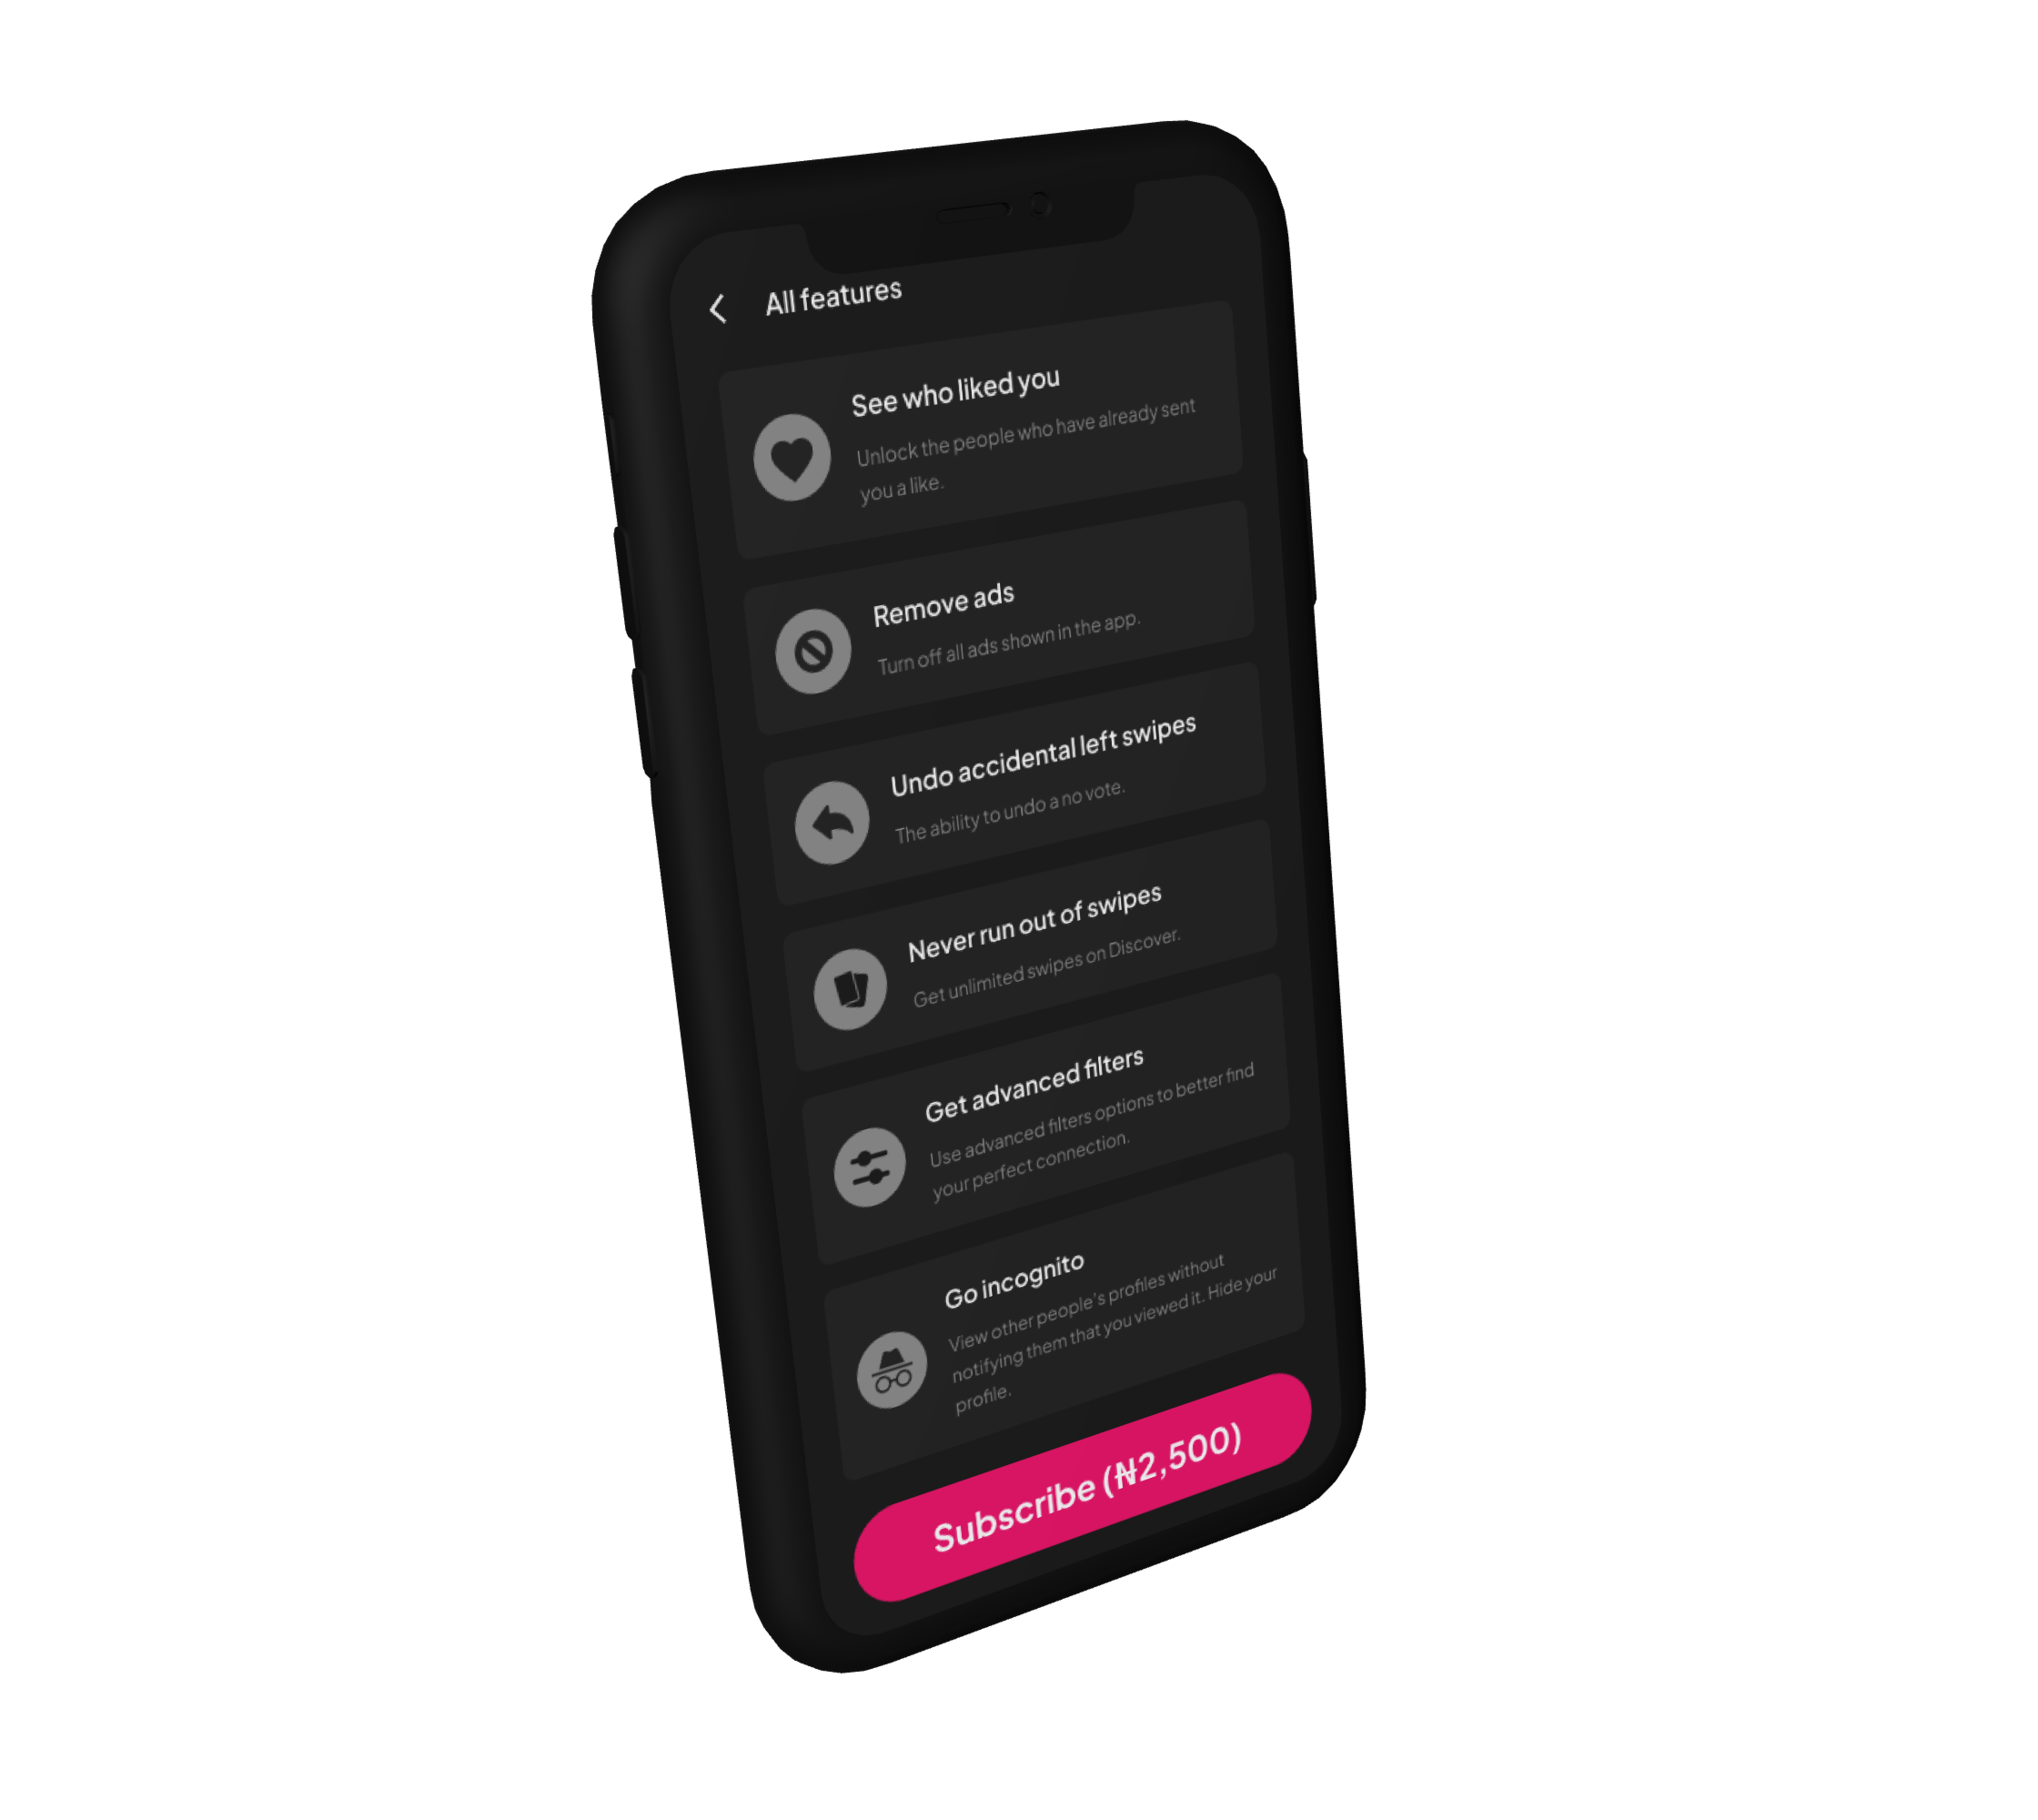 All features
See who liked you
Unlock the people who have already sent
you a like.
Remove ads
Turn off all ads shown in the app.
Undo accidental left swipes
The ability to undo a no vote.
Never run out of swipes
Get unlimited swipes on Discover.
Get advanced filters
Use advanced filters options to better find
your perfect connection.
Go incognito
View other people's profiles without
notifying them that you viewed it. Hide your
profile.
Subscribe (₦2,500)